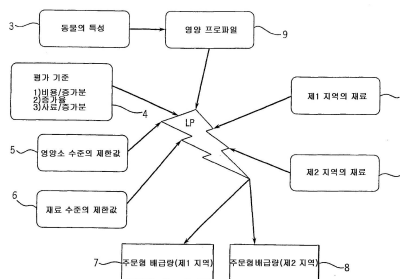 3
동물의 특성
영양 프로파일
9
평가 기준
1)비용/증가분
2)증가율
3)사료/증가분
4
LP
제1 지역의 재료
5
영양소 수준의 제한값
제2 지역의 재료
6
재료 수준의 제한값
7
주문형 배급량(제1 지역)
주문형 배급량(제2 지역)
8